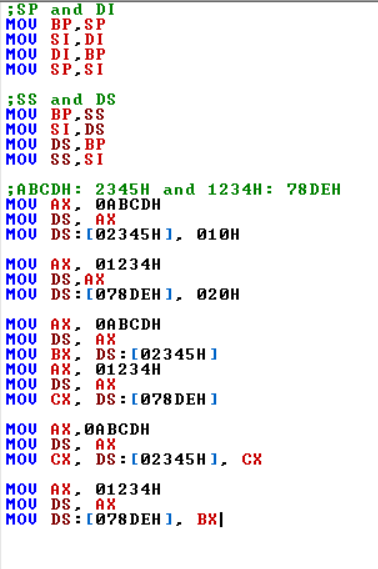 ;SP and DI
MOV BP,SP
MOV SI,DI
MOV DI,BP
MOV SP,SI
;SS and DS
MOV BP,SS
MOV SI,DS
MOV DS,BP
MOV SS,SI
;ABCDH: 2345H and 1234H: 78DEH
MOV AX, 0ABCDH
MOV DS, AX
MOV DS:[02345H], 010H
MOV AX, 01234H
MOV DS,AX
MOV DS:[078DEH], 020H
MOV AX, 0ABCDH
MOV DS, AX
MOV BX, DS:[02345H]
MOV AX, 01234H
MOV DS, AX
MOV CX, DS:[078DEH]
MOV AX,0ABCDH
MOV DS, AX
MOV CX, DS:[02345H], CX
MOV AX, 01234H
MOV DS, AX
MOV DS:[078DEH], BX